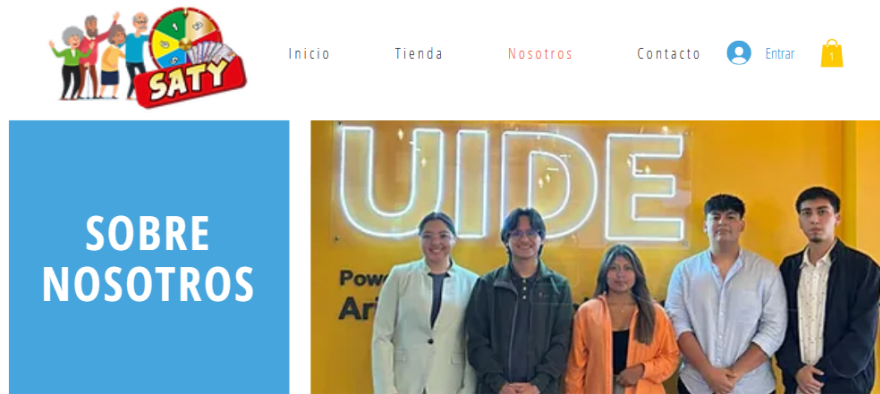 SATY
Inicio
Tienda
Nosotros
Contacto
Entrar
1
SOBRE
NOSOTROS
UIDE